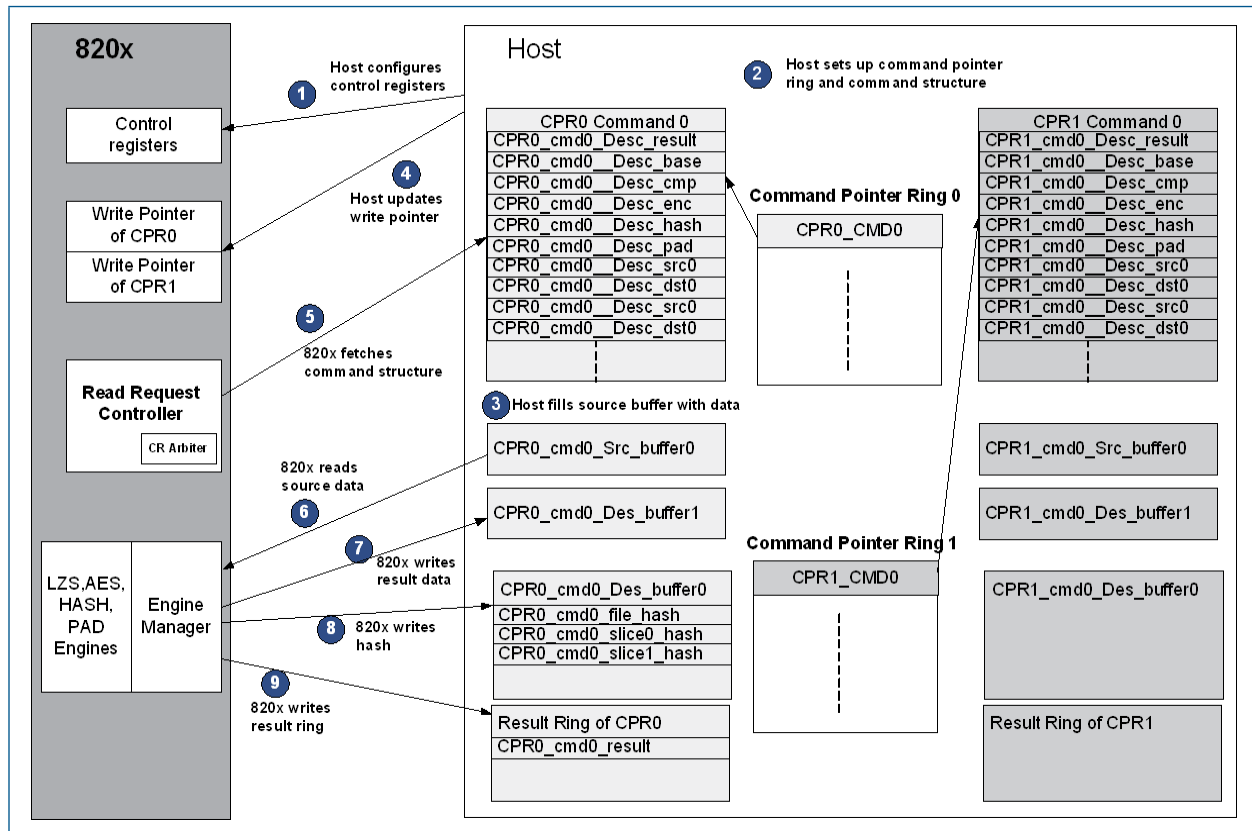 820x
Host
1
Host configures
control registers
2
Host sets up command pointer
ring and command structure
Control
registers
4
Host updates
write pointer
Write Pointer
of CPR0
Write Pointer
of CPR1
5
820x fetches
command structure
Read Request
Controller
CR Arbiter
CPR0 Command 0
CPR0_cmd0_Desc_result
CPR0_cmd0__Desc_base
CPR0_cmd0__Desc_cmp
CPR0_cmd0__Desc_enc
CPR0_cmd0__Desc_hash
CPR0_cmd0__Desc_pad
CPR0_cmd0__Desc_src0
CPR0_cmd0__Desc_dst0
CPR0_cmd0__Desc_src0
CPR0_cmd0__Desc_dst0
Command Pointer Ring 0
CPR0_CMD0
CPR1 Command 0
CPR1_cmd0__Desc_result
CPR1_cmd0__Desc_base
CPR1_cmd0__Desc_cmp
CPR1_cmd0__Desc_enc
CPR1_cmd0__Desc_hash
CPR1_cmd0__Desc_pad
CPR1_cmd0__Desc_src0
CPR1_cmd0__Desc_dst0
CPR1_cmd0__Desc_src0
CPR1_cmd0__Desc_dst0
3
Host fills source buffer with data
CPR0_cmd0_Src_buffer0
CPR1_cmd0_Src_buffer0
820x reads
source data
6
CPR0_cmd0_Des_buffer1
CPR1_cmd0_Des_buffer1
7
820x writes
result data
LZS,AES,
HASH,
PAD
Engines
Engine
Manager
8
820x writes
hash
CPR0_cmd0_Des_buffer0
CPR0_cmd0_file_hash
CPR0_cmd0_slice0_hash
CPR0_cmd0_slice1_hash
Command Pointer Ring 1
CPR1_CMD0
CPR1_cmd0_Des_buffer0
9
820x writes
result ring
Result Ring of CPR0
CPR0_cmd0_result
Result Ring of CPR1